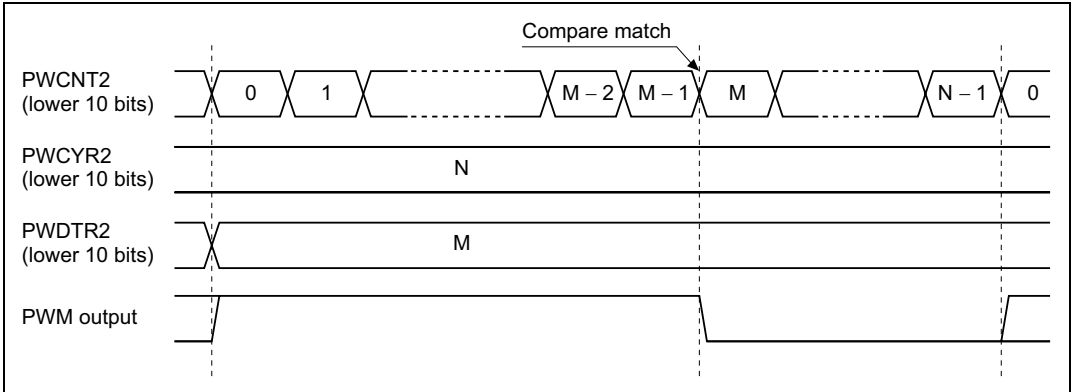 Compare match
PWCNT2
(lower 10 bits)
0 1 M – 2 M – 1 M N – 1 0
PWCYR2
(lower 10 bits)
N
PWDTR2
(lower 10 bits)
M
PWM output